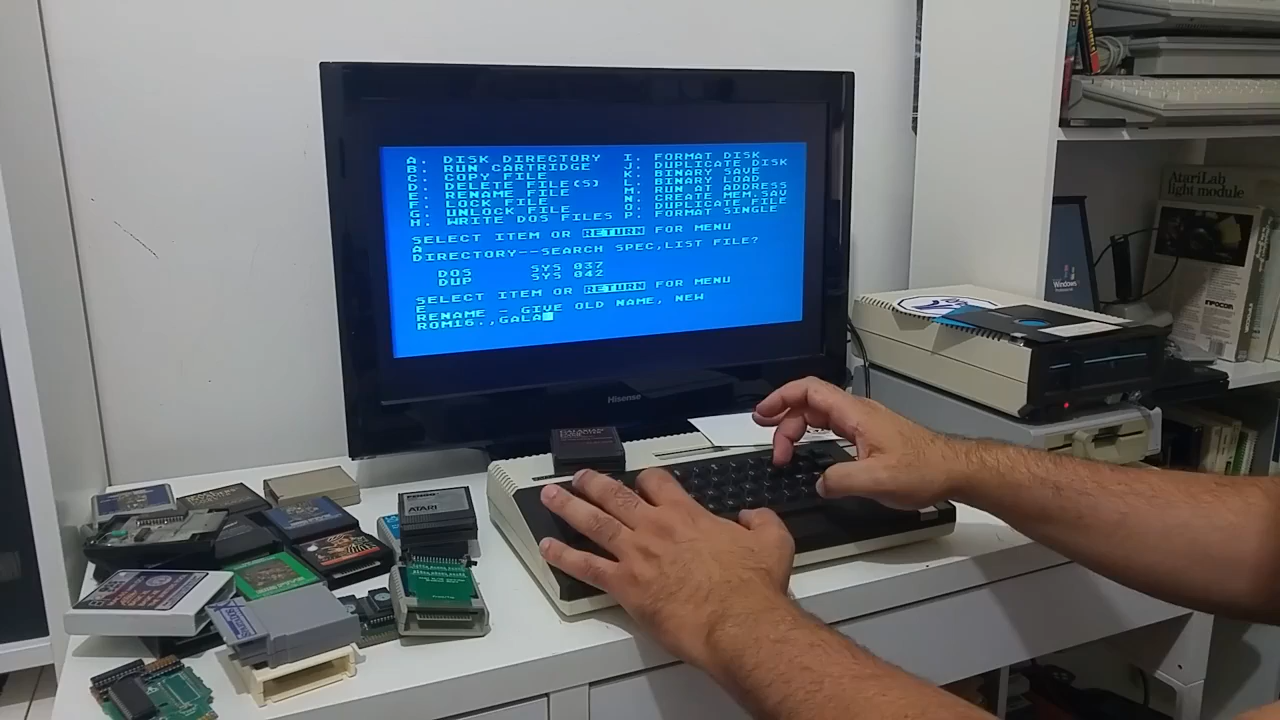 A. DISK DIRECTORY I. FORMAT DISK
B. RUN CARTRIDGE J. DUPLICATE DISK
C. COPY FILE K. BINARY SAVE
D. DELETE FILE(S) L. BINARY LOAD
E. RENAME FILE M. RUN AT ADDRESS
F. LOCK FILE N. CREATE MEM.SAV
G. UNLOCK FILE O. DUPLICATE FILE
H. WRITE DOS FILES P. FORMAT SINGLE
SELECT ITEM OR RETURN FOR MENU
A
DIRECTORY--SEARCH SPEC,LIST FILE?
DOS SYS 037
DUP SYS 042
SELECT ITEM OR RETURN FOR MENU
E
RENAME - GIVE OLD NAME, NEW
ROM16.,GALA
Hisense
ATARI
AtariLab
light module
Windows
INFOCOM